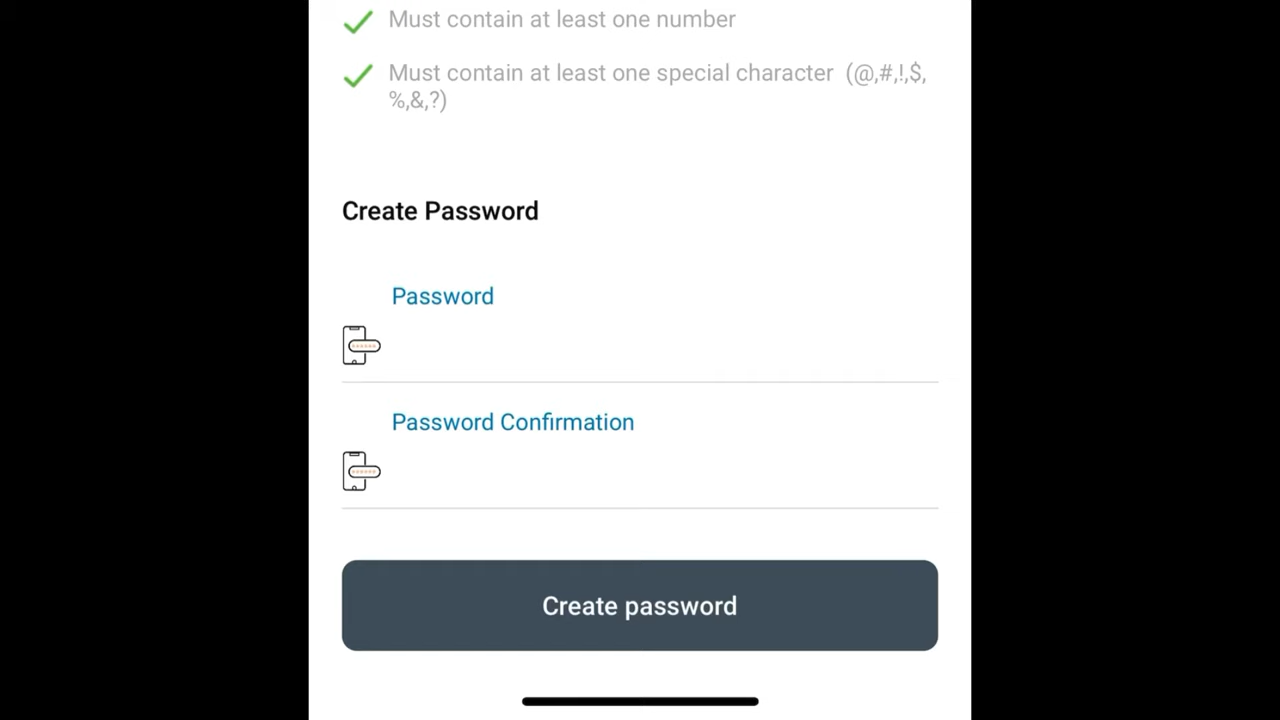 Must contain at least one number
Must contain at least one special character (@,#,!,$,
%,&,?)
Create Password
Password
Password Confirmation
Create password